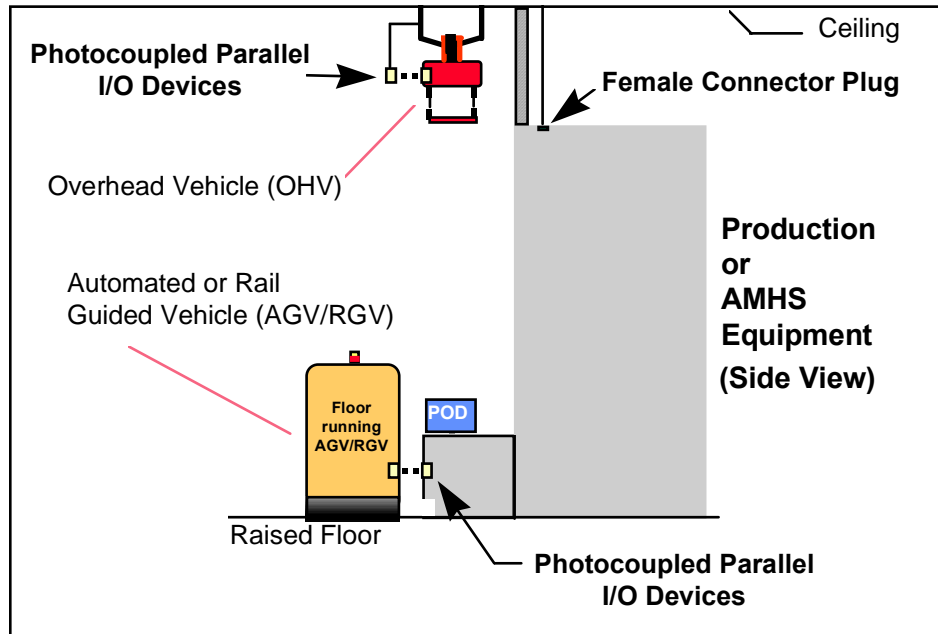 Ceiling
Photocoupled Parallel
I/O Devices
Female Connector Plug
Overhead Vehicle (OHV)
Production
or
AMHS
Equipment
(Side View)
Automated or Rail
Guided Vehicle (AGV/RGV)
POD
Floor
running
AGV/RGV
Raised Floor
Photocoupled Parallel
I/O Devices